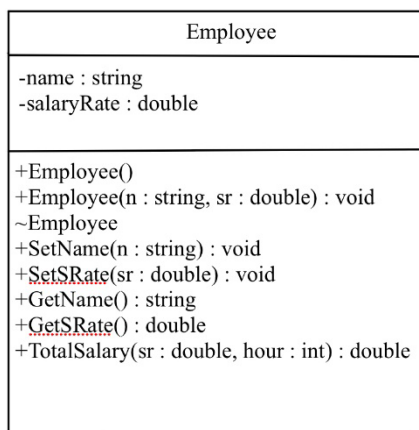 Employee
-name : string
-salaryRate : double
+Employee()
+Employee(n : string, sr : double) : void
~Employee
+SetName(n : string) : void
+SetSRate(sr : double) : void
+GetName() : string
+GetSRate() : double
+TotalSalary(sr : double, hour : int) : double